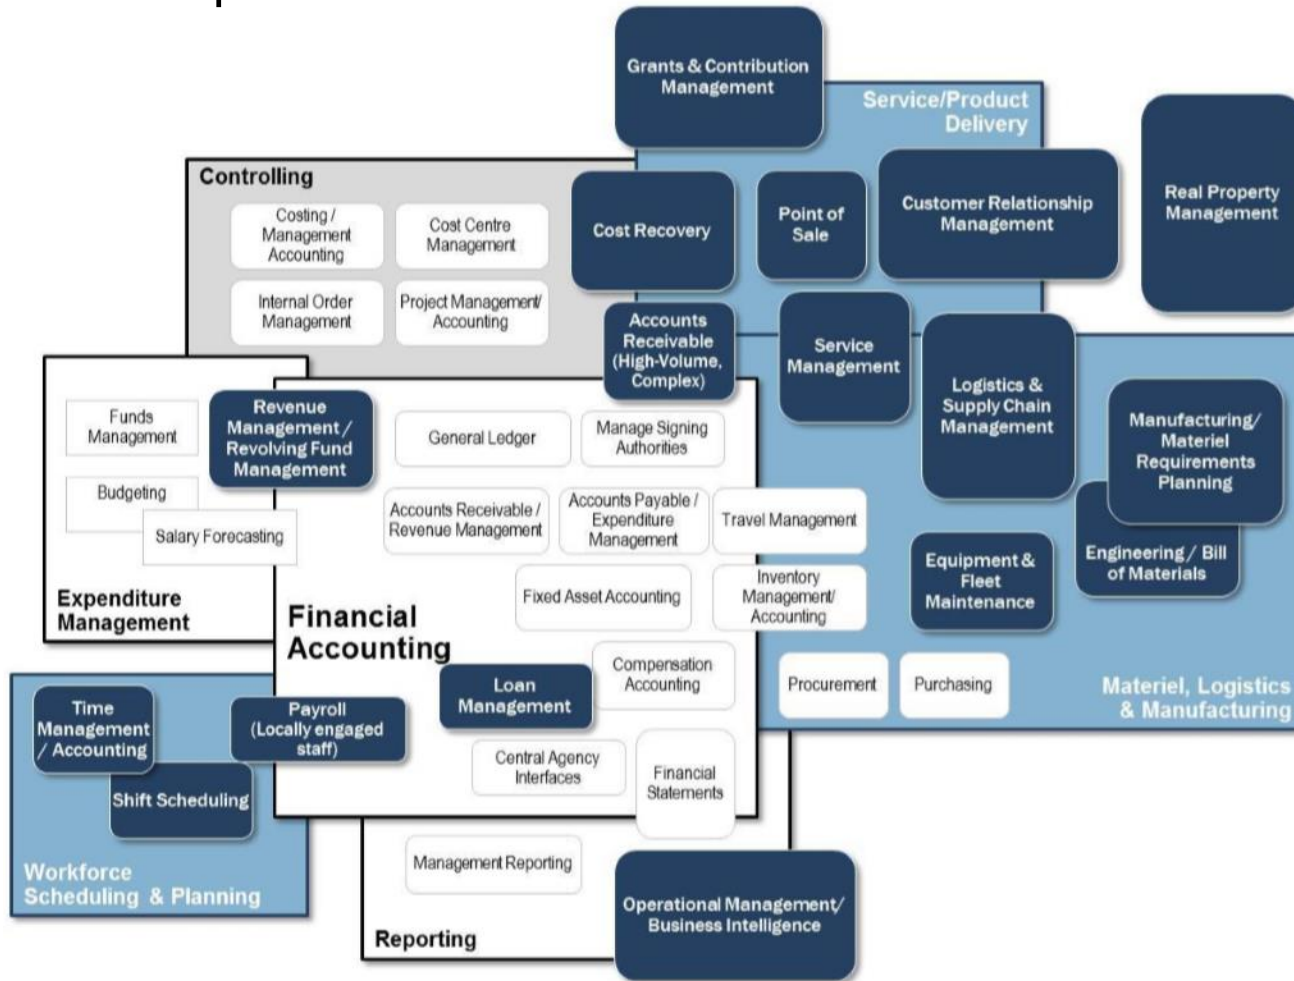 Grants & Contribution
Management
Service/Product
Delivery
Controlling
Costing /
Management
Accounting
Cost Centre
Management
Cost Recovery
Point of
Sale
Customer Relationship
Management
Real Property
Management
Internal Order
Management
Project Management/
Accounting
Accounts
Receivable
(High-Volume,
Complex)
Service
Management
Logistics &
Supply Chain
Management
Manufacturing/
Materiel
Requirements
Planning
Funds
Management
Revenue
Management /
Revolving Fund
Management
General Ledger
Manage Signing
Authorities
Budgeting
Salary Forecasting
Accounts Receivable /
Revenue Management
Accounts Payable /
Expenditure
Management
Travel Management
Equipment &
Fleet
Maintenance
Engineering / Bill
of Materials
Expenditure
Management
Fixed Asset Accounting
Inventory
Management/
Accounting
Financial
Accounting
Compensation
Accounting
Procurement
Purchasing
Materiel, Logistics
& Manufacturing
Time
Management
/ Accounting
Payroll
(Locally engaged
staff)
Loan
Management
Shift Scheduling
Central Agency
Interfaces
Financial
Statements
Workforce
Scheduling & Planning
Management Reporting
Operational Management/
Business Intelligence
Reporting